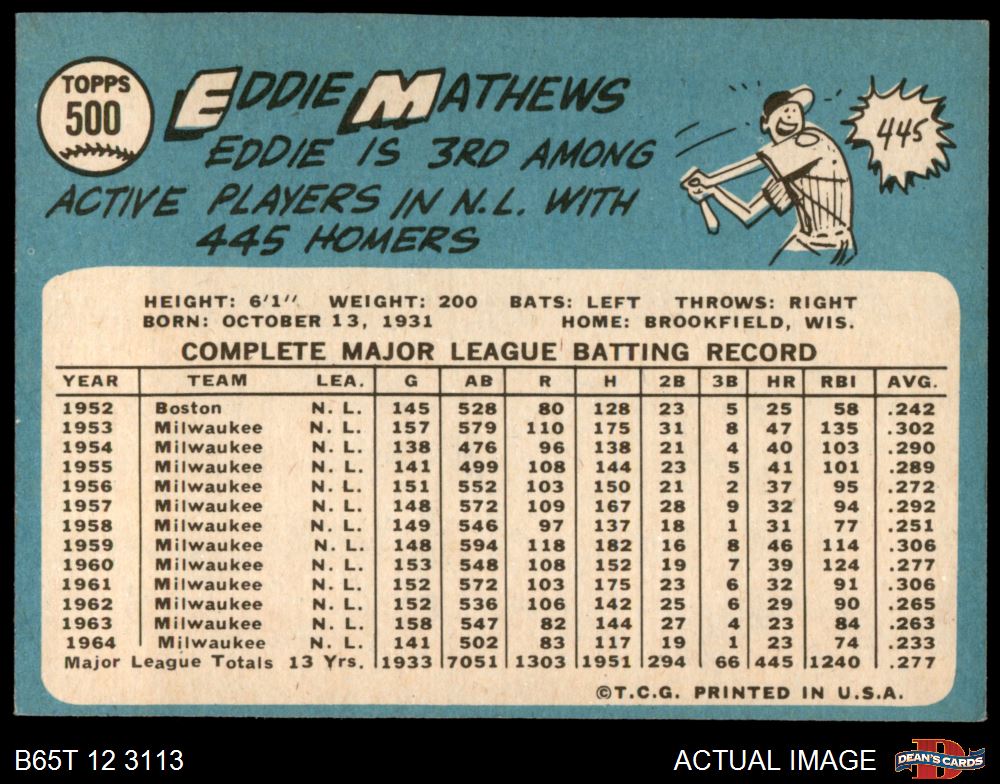 TOPPS
500
EDDIE MATHEWS
EDDIE IS 3RD AMONG
ACTIVE PLAYERS IN N.L. WITH
445 HOMERS
445
HEIGHT: 6'1" WEIGHT: 200 BATS: LEFT THROWS: RIGHT
BORN: OCTOBER 13, 1931 HOME: BROOKFIELD, WIS.
COMPLETE MAJOR LEAGUE BATTING RECORD
YEAR TEAM LEA. G AB R H 2B 3B HR RBI AVG.
1952 Boston N. L. 145 528 80 128 23 5 25 58 .242
1953 Milwaukee N. L. 157 579 110 175 31 8 47 135 .302
1954 Milwaukee N. L. 138 476 96 138 21 4 40 103 .290
1955 Milwaukee N. L. 141 499 108 144 23 5 41 101 .289
1956 Milwaukee N. L. 151 552 103 150 21 2 37 95 .272
1957 Milwaukee N. L. 148 572 109 167 28 9 32 94 .292
1958 Milwaukee N. L. 149 546 97 137 18 1 31 77 .251
1959 Milwaukee N. L. 148 594 118 182 16 8 46 114 .306
1960 Milwaukee N. L. 153 548 108 152 19 7 39 124 .277
1961 Milwaukee N. L. 152 572 103 175 23 6 32 91 .306
1962 Milwaukee N. L. 152 536 106 142 25 6 29 90 .265
1963 Milwaukee N. L. 158 547 82 144 27 4 23 84 .263
1964 Milwaukee N. L. 141 502 83 117 19 1 23 74 .233
Major League Totals 13 Yrs. 1933 7051 1303 1951 294 66 445 1240 .277
©T.C.G. PRINTED IN U.S.A.
B65T 12 3113 ACTUAL IMAGE DEAN'S CARDS